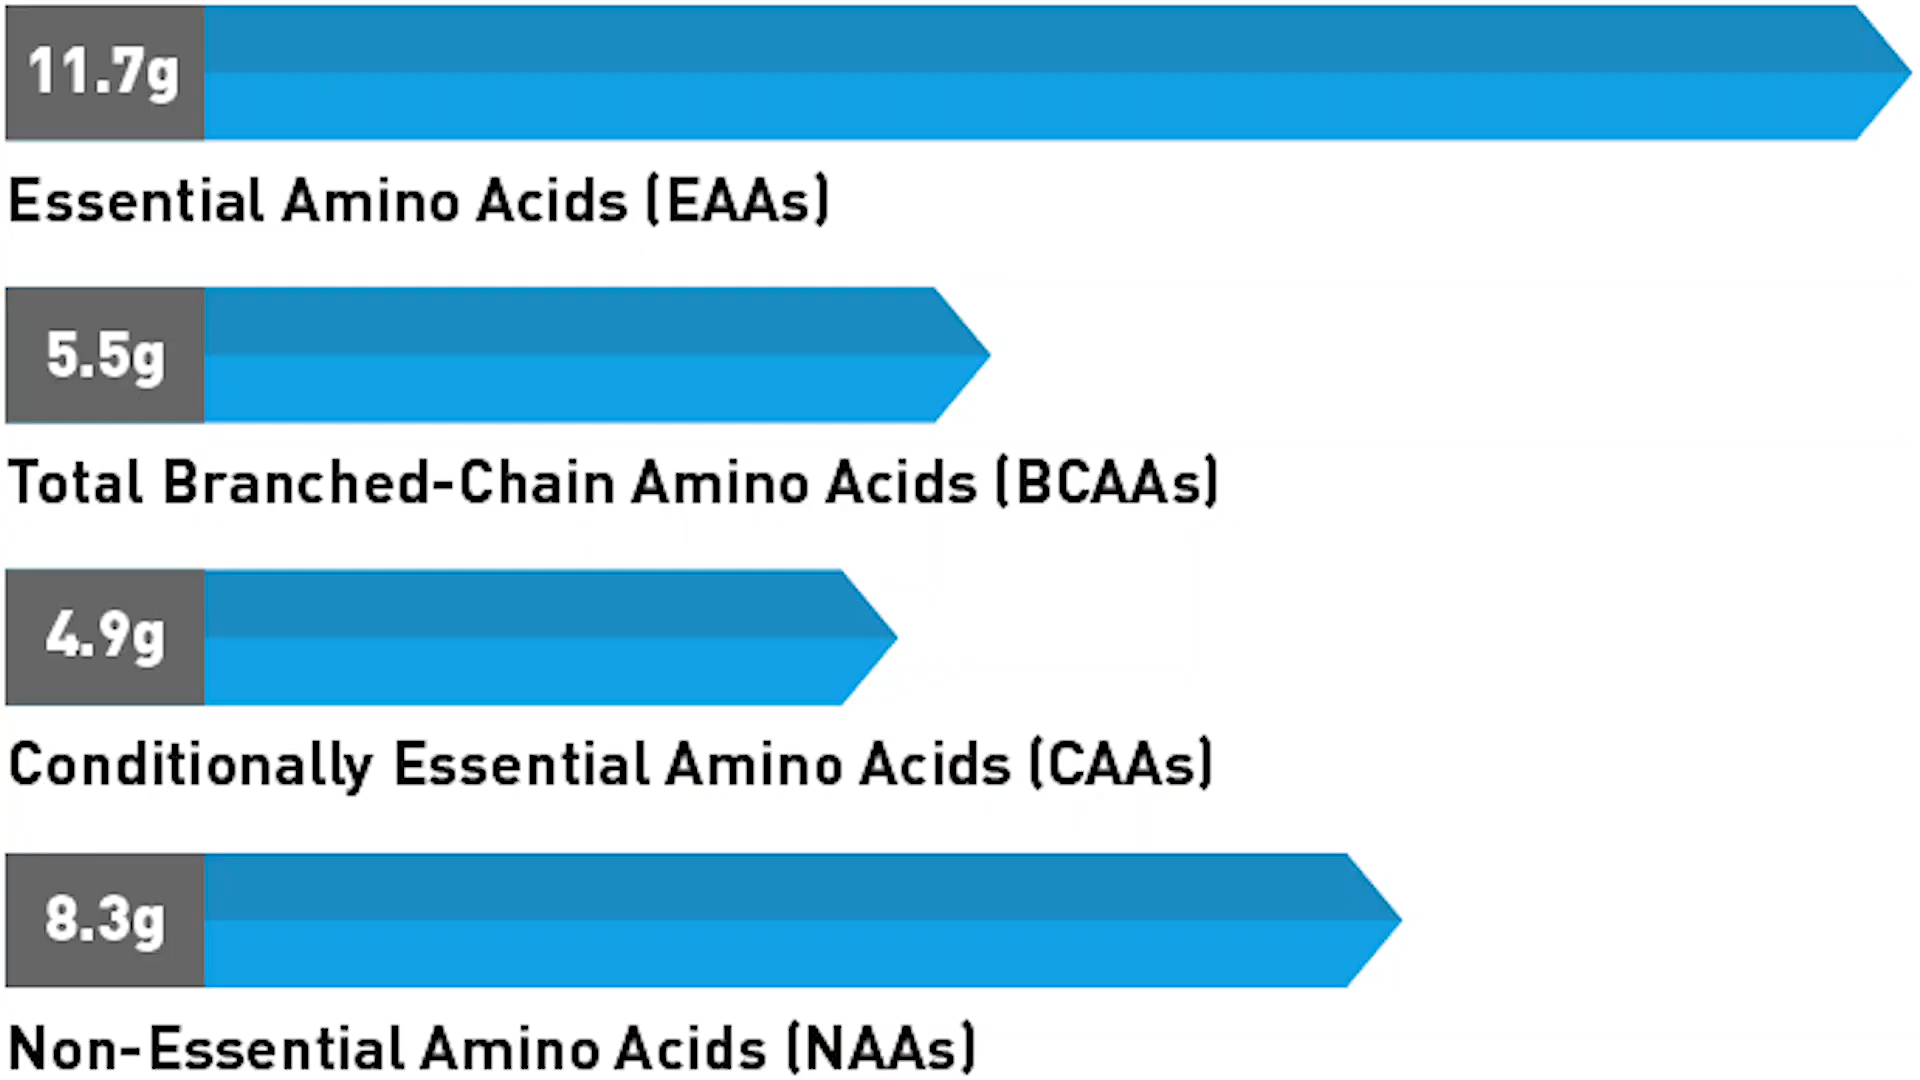 11.7g
Essential Amino Acids (EAAs)
5.5g
Total Branched-Chain Amino Acids (BCAAs)
4.9g
Conditionally Essential Amino Acids (CAAs)
8.3g
Non-Essential Amino Acids (NAAs)